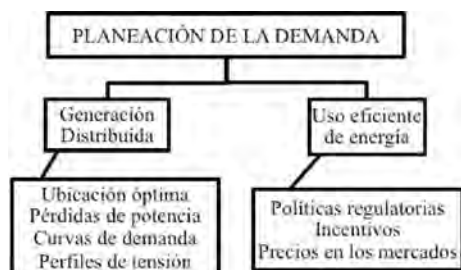 PLANEACIÓN DE LA DEMANDA
Generación
Distribuida
Uso eficiente
de energía
Ubicación óptima
Pérdidas de potencia
Curvas de demanda
Perfiles de tensión
Políticas regulatorias
Incentivos
Precios en los mercados